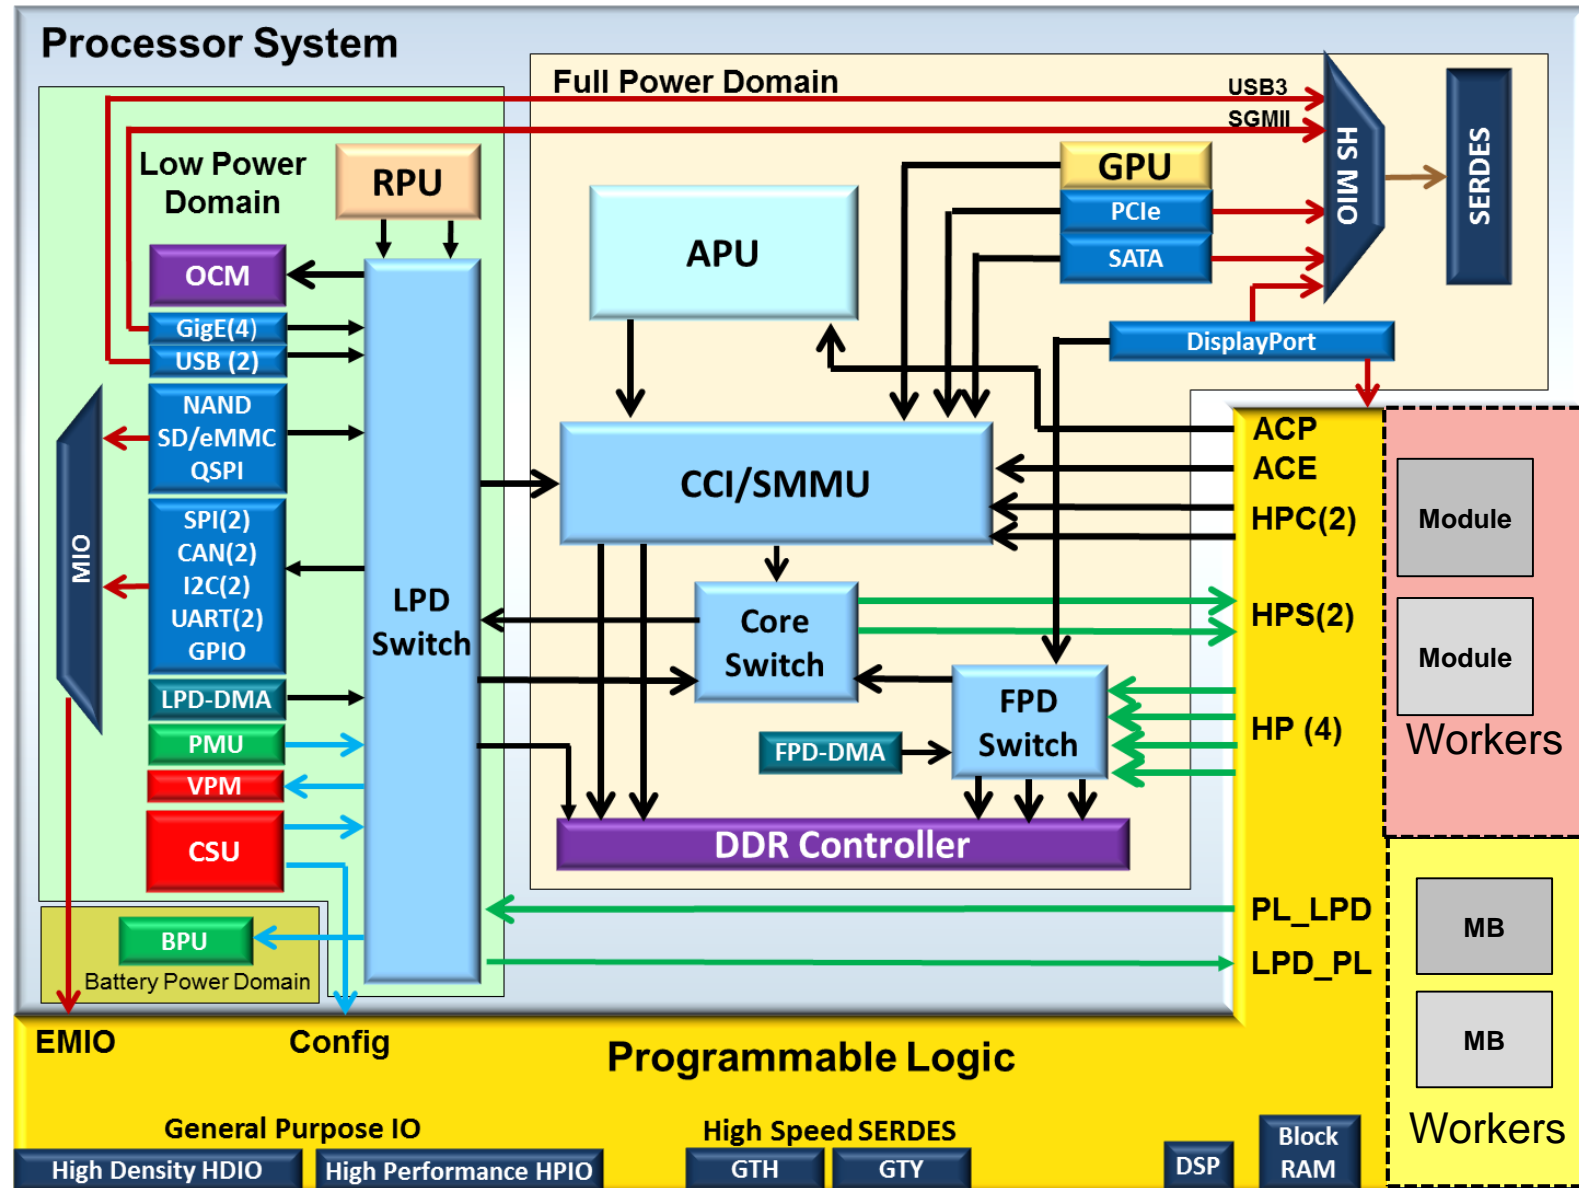 Processor System
Full Power Domain
USB3
SGMII
HS MIO
SERDES
Low Power
Domain
RPU
GPU
PCIe
SATA
APU
OCM
GigE(4)
USB (2)
DisplayPort
NAND
SD/eMMC
QSPI
MIO
SPI(2)
CAN(2)
I2C(2)
UART(2)
GPIO
LPD
Switch
CCI/SMMU
ACP
ACE
HPC(2)
HPS(2)
HP (4)
Core
Switch
FPD
Switch
FPD-DMA
LPD-DMA
PMU
VPM
CSU
DDR Controller
BPU
Battery Power Domain
PL_LPD
LPD_PL
Module
Module
Workers
MB
MB
Workers
EMIO
Config
Programmable Logic
General Purpose IO
High Density HDIO
High Performance HPIO
High Speed SERDES
GTH
GTY
DSP
Block
RAM